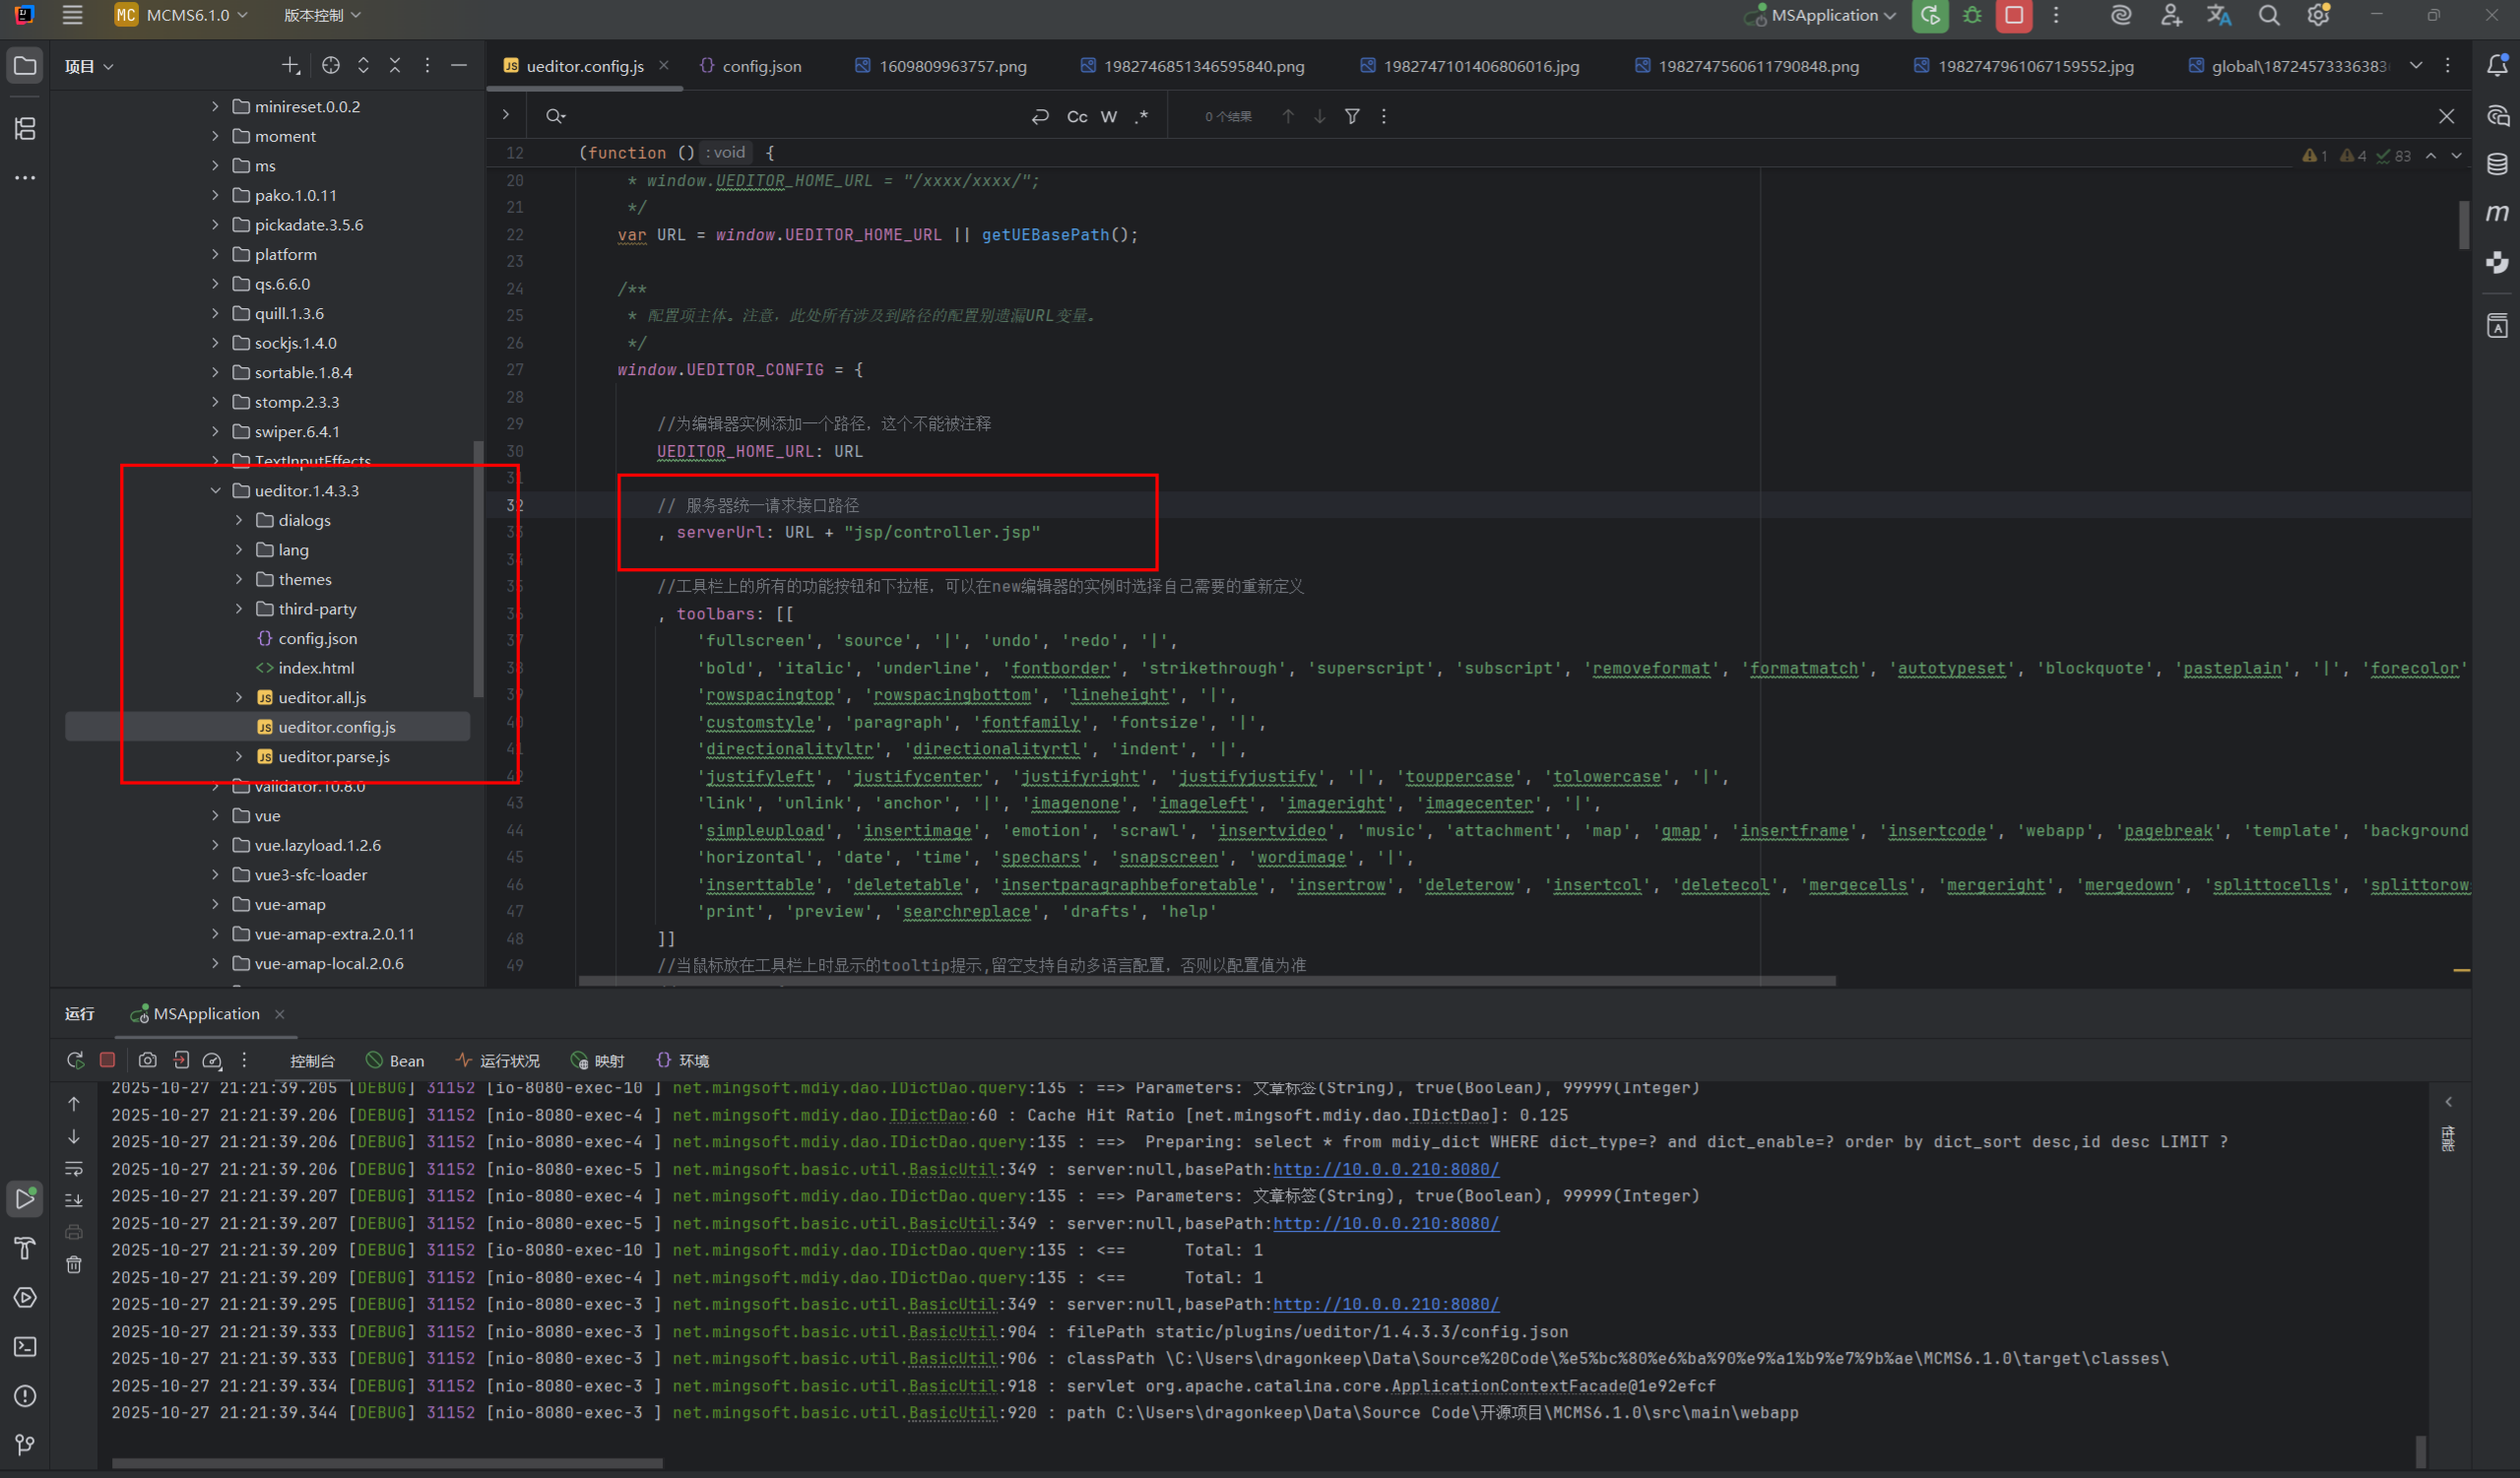 MC MCMS6.1.0 版本控制 MSApplication
项目
ueditor.config.js config.json 1609809963757.png 1982746851346595840.png 1982747101406806016.jpg 1982747560611790848.png 1982747961067159552.jpg global\18724573336383
Cc W .* 0 个结果
minireset.0.0.2
moment
ms
pako.1.0.11
pickadate.3.5.6
platform
qs.6.6.0
quill.1.3.6
sockjs.1.4.0
sortable.1.8.4
stomp.2.3.3
swiper.6.4.1
TextInputEffects
ueditor.1.4.3.3
dialogs
lang
themes
third-party
config.json
index.html
ueditor.all.js
ueditor.config.js
ueditor.parse.js
validator.10.8.0
vue
vue.lazyload.1.2.6
vue3-sfc-loader
vue-amap
vue-amap-extra.2.0.11
vue-amap-local.2.0.6
1 4 83
12 (function () : void {
20 * window.UEDITOR_HOME_URL = "/xxxx/xxxx/";
21 */
22 var URL = window.UEDITOR_HOME_URL || getUEBasePath();
23
24 /**
25 * 配置项主体。注意，此处所有涉及到路径的配置别遗漏URL变量。
26 */
27 window.UEDITOR_CONFIG = {
28
29 //为编辑器实例添加一个路径，这个不能被注释
30 UEDITOR_HOME_URL: URL
31
32 // 服务器统一请求接口路径
33 , serverUrl: URL + "jsp/controller.jsp"
34
35 //工具栏上的所有的功能按钮和下拉框，可以在new编辑器的实例时选择自己需要的重新定义
36 , toolbars: [[
37 'fullscreen', 'source', '|', 'undo', 'redo', '|',
38 'bold', 'italic', 'underline', 'fontborder', 'strikethrough', 'superscript', 'subscript', 'removeformat', 'formatmatch', 'autotypeset', 'blockquote', 'pasteplain', '|', 'forecolor'
39 'rowspacingtop', 'rowspacingbottom', 'lineheight', '|',
40 'customstyle', 'paragraph', 'fontfamily', 'fontsize', '|',
41 'directionalityltr', 'directionalityrtl', 'indent', '|',
42 'justifyleft', 'justifycenter', 'justifyright', 'justifyjustify', '|', 'touppercase', 'tolowercase', '|',
43 'link', 'unlink', 'anchor', '|', 'imagenone', 'imageleft', 'imageright', 'imagecenter', '|',
44 'simpleupload', 'insertimage', 'emotion', 'scrawl', 'insertvideo', 'music', 'attachment', 'map', 'gmap', 'insertframe', 'insertcode', 'webapp', 'pagebreak', 'template', 'background
45 'horizontal', 'date', 'time', 'spechars', 'snapscreen', 'wordimage', '|',
46 'inserttable', 'deletetable', 'insertparagraphbeforetable', 'insertrow', 'deleterow', 'insertcol', 'deletecol', 'mergecells', 'mergeright', 'mergedown', 'splittocells', 'splittorow
47 'print', 'preview', 'searchreplace', 'drafts', 'help'
48 ]]
49 //当鼠标放在工具栏上时显示的tooltip提示,留空支持自动多语言配置，否则以配置值为准
运行 MSApplication
控制台 Bean 运行状况 映射 环境
2025-10-27 21:21:39.205 [DEBUG] 31152 [io-8080-exec-10 ] net.mingsoft.mdiy.dao.IDictDao.query:135 : ==> Parameters: 文章标签(String), true(Boolean), 99999(Integer)
2025-10-27 21:21:39.206 [DEBUG] 31152 [nio-8080-exec-4 ] net.mingsoft.mdiy.dao.IDictDao:60 : Cache Hit Ratio [net.mingsoft.mdiy.dao.IDictDao]: 0.125
2025-10-27 21:21:39.206 [DEBUG] 31152 [nio-8080-exec-4 ] net.mingsoft.mdiy.dao.IDictDao.query:135 : ==>  Preparing: select * from mdiy_dict WHERE dict_type=? and dict_enable=? order by dict_sort desc,id desc LIMIT ?
2025-10-27 21:21:39.206 [DEBUG] 31152 [nio-8080-exec-5 ] net.mingsoft.basic.util.BasicUtil:349 : server:null,basePath:http://10.0.0.210:8080/
2025-10-27 21:21:39.207 [DEBUG] 31152 [nio-8080-exec-4 ] net.mingsoft.mdiy.dao.IDictDao.query:135 : ==> Parameters: 文章标签(String), true(Boolean), 99999(Integer)
2025-10-27 21:21:39.207 [DEBUG] 31152 [nio-8080-exec-5 ] net.mingsoft.basic.util.BasicUtil:349 : server:null,basePath:http://10.0.0.210:8080/
2025-10-27 21:21:39.209 [DEBUG] 31152 [io-8080-exec-10 ] net.mingsoft.mdiy.dao.IDictDao.query:135 : <==      Total: 1
2025-10-27 21:21:39.209 [DEBUG] 31152 [nio-8080-exec-4 ] net.mingsoft.mdiy.dao.IDictDao.query:135 : <==      Total: 1
2025-10-27 21:21:39.295 [DEBUG] 31152 [nio-8080-exec-3 ] net.mingsoft.basic.util.BasicUtil:349 : server:null,basePath:http://10.0.0.210:8080/
2025-10-27 21:21:39.333 [DEBUG] 31152 [nio-8080-exec-3 ] net.mingsoft.basic.util.BasicUtil:904 : filePath static/plugins/ueditor/1.4.3.3/config.json
2025-10-27 21:21:39.333 [DEBUG] 31152 [nio-8080-exec-3 ] net.mingsoft.basic.util.BasicUtil:906 : classPath \C:\Users\dragonkeep\Data\Source%20Code\%e5%bc%80%e6%ba%90%e9%a1%b9%e7%9b%ae\MCMS6.1.0\target\classes\
2025-10-27 21:21:39.334 [DEBUG] 31152 [nio-8080-exec-3 ] net.mingsoft.basic.util.BasicUtil:918 : servlet org.apache.catalina.core.ApplicationContextFacade@1e92efcf
2025-10-27 21:21:39.344 [DEBUG] 31152 [nio-8080-exec-3 ] net.mingsoft.basic.util.BasicUtil:920 : path C:\Users\dragonkeep\Data\Source Code\开源项目\MCMS6.1.0\src\main\webapp
性能